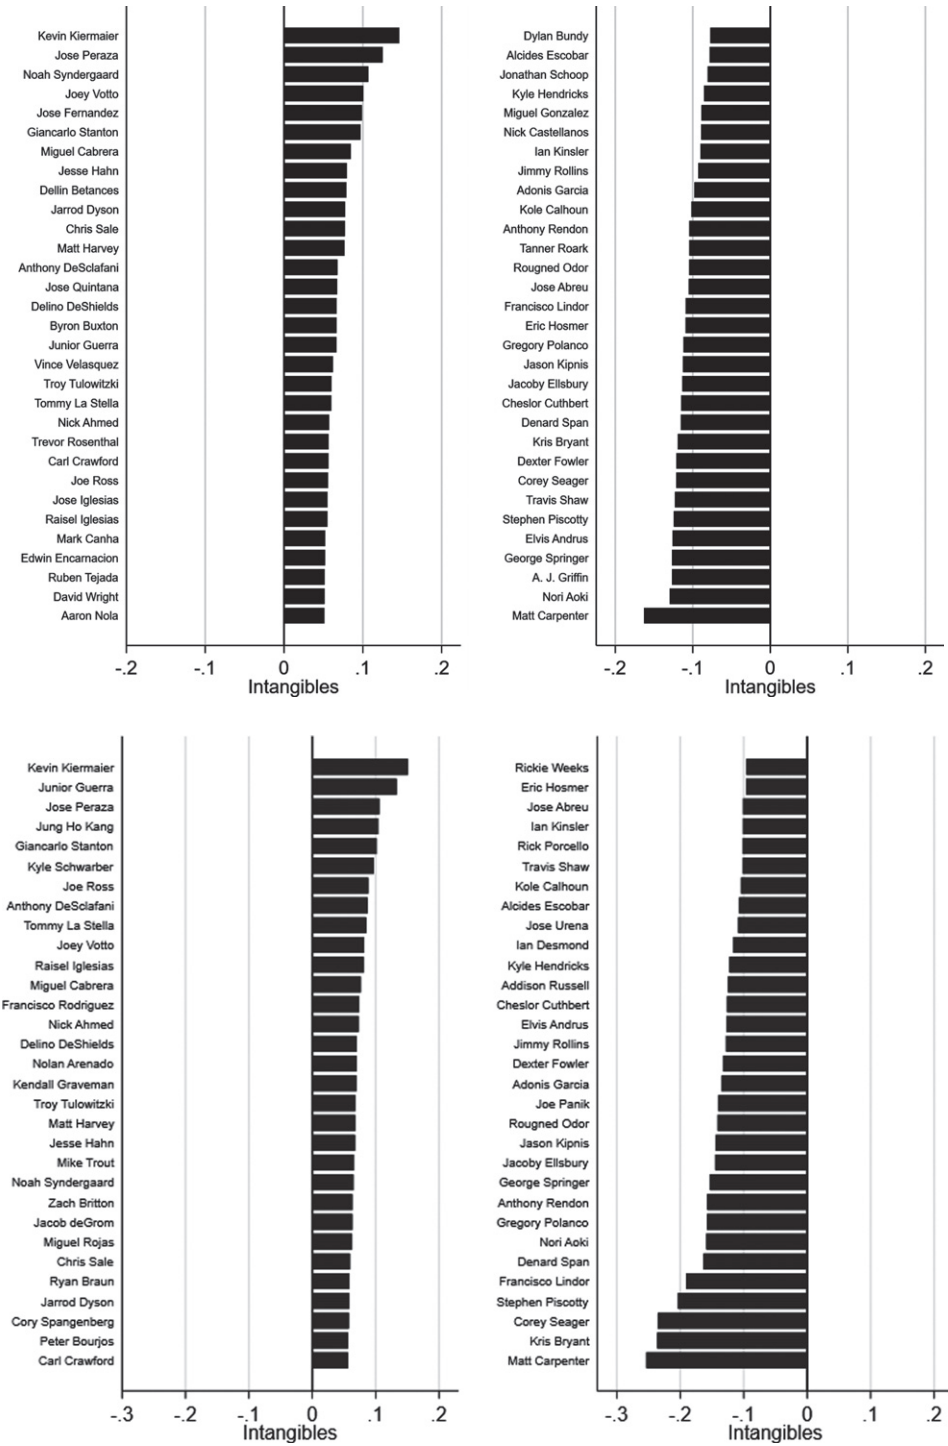 Kevin Kiermaier
Jose Peraza
Noah Syndergaard
Joey Votto
Jose Fernandez
Giancarlo Stanton
Miguel Cabrera
Jesse Hahn
Dellin Betances
Jarrod Dyson
Chris Sale
Matt Harvey
Anthony DeSclafani
Jose Quintana
Delino DeShields
Byron Buxton
Junior Guerra
Vince Velasquez
Troy Tulowitzki
Tommy La Stella
Nick Ahmed
Trevor Rosenthal
Carl Crawford
Joe Ross
Jose Iglesias
Raisel Iglesias
Mark Canha
Edwin Encarnacion
Ruben Tejada
David Wright
Aaron Nola
-.2 -.1 0 .1 .2
Intangibles
Dylan Bundy
Alcides Escobar
Jonathan Schoop
Kyle Hendricks
Miguel Gonzalez
Nick Castellanos
Ian Kinsler
Jimmy Rollins
Adonis Garcia
Kole Calhoun
Anthony Rendon
Tanner Roark
Rougned Odor
Jose Abreu
Francisco Lindor
Eric Hosmer
Gregory Polanco
Jason Kipnis
Jacoby Ellsbury
Cheslor Cuthbert
Denard Span
Kris Bryant
Dexter Fowler
Corey Seager
Travis Shaw
Stephen Piscotty
Elvis Andrus
George Springer
A. J. Griffin
Nori Aoki
Matt Carpenter
-.2 -.1 0 .1 .2
Intangibles
Kevin Kiermaier
Junior Guerra
Jose Peraza
Jung Ho Kang
Giancarlo Stanton
Kyle Schwarber
Joe Ross
Anthony DeSclafani
Tommy La Stella
Joey Votto
Raisel Iglesias
Miguel Cabrera
Francisco Rodriguez
Nick Ahmed
Delino DeShields
Nolan Arenado
Kendall Graveman
Troy Tulowitzki
Matt Harvey
Jesse Hahn
Mike Trout
Noah Syndergaard
Zach Britton
Jacob deGrom
Miguel Rojas
Chris Sale
Ryan Braun
Jarrod Dyson
Cory Spangenberg
Peter Bourjos
Carl Crawford
-.3 -.2 -.1 0 .1 .2
Intangibles
Rickie Weeks
Eric Hosmer
Jose Abreu
Ian Kinsler
Rick Porcello
Travis Shaw
Kole Calhoun
Alcides Escobar
Jose Urena
Ian Desmond
Kyle Hendricks
Addison Russell
Cheslor Cuthbert
Elvis Andrus
Jimmy Rollins
Dexter Fowler
Adonis Garcia
Joe Panik
Rougned Odor
Jason Kipnis
Jacoby Ellsbury
George Springer
Anthony Rendon
Gregory Polanco
Nori Aoki
Denard Span
Francisco Lindor
Stephen Piscotty
Corey Seager
Kris Bryant
Matt Carpenter
-.3 -.2 -.1 0 .1 .2
Intangibles